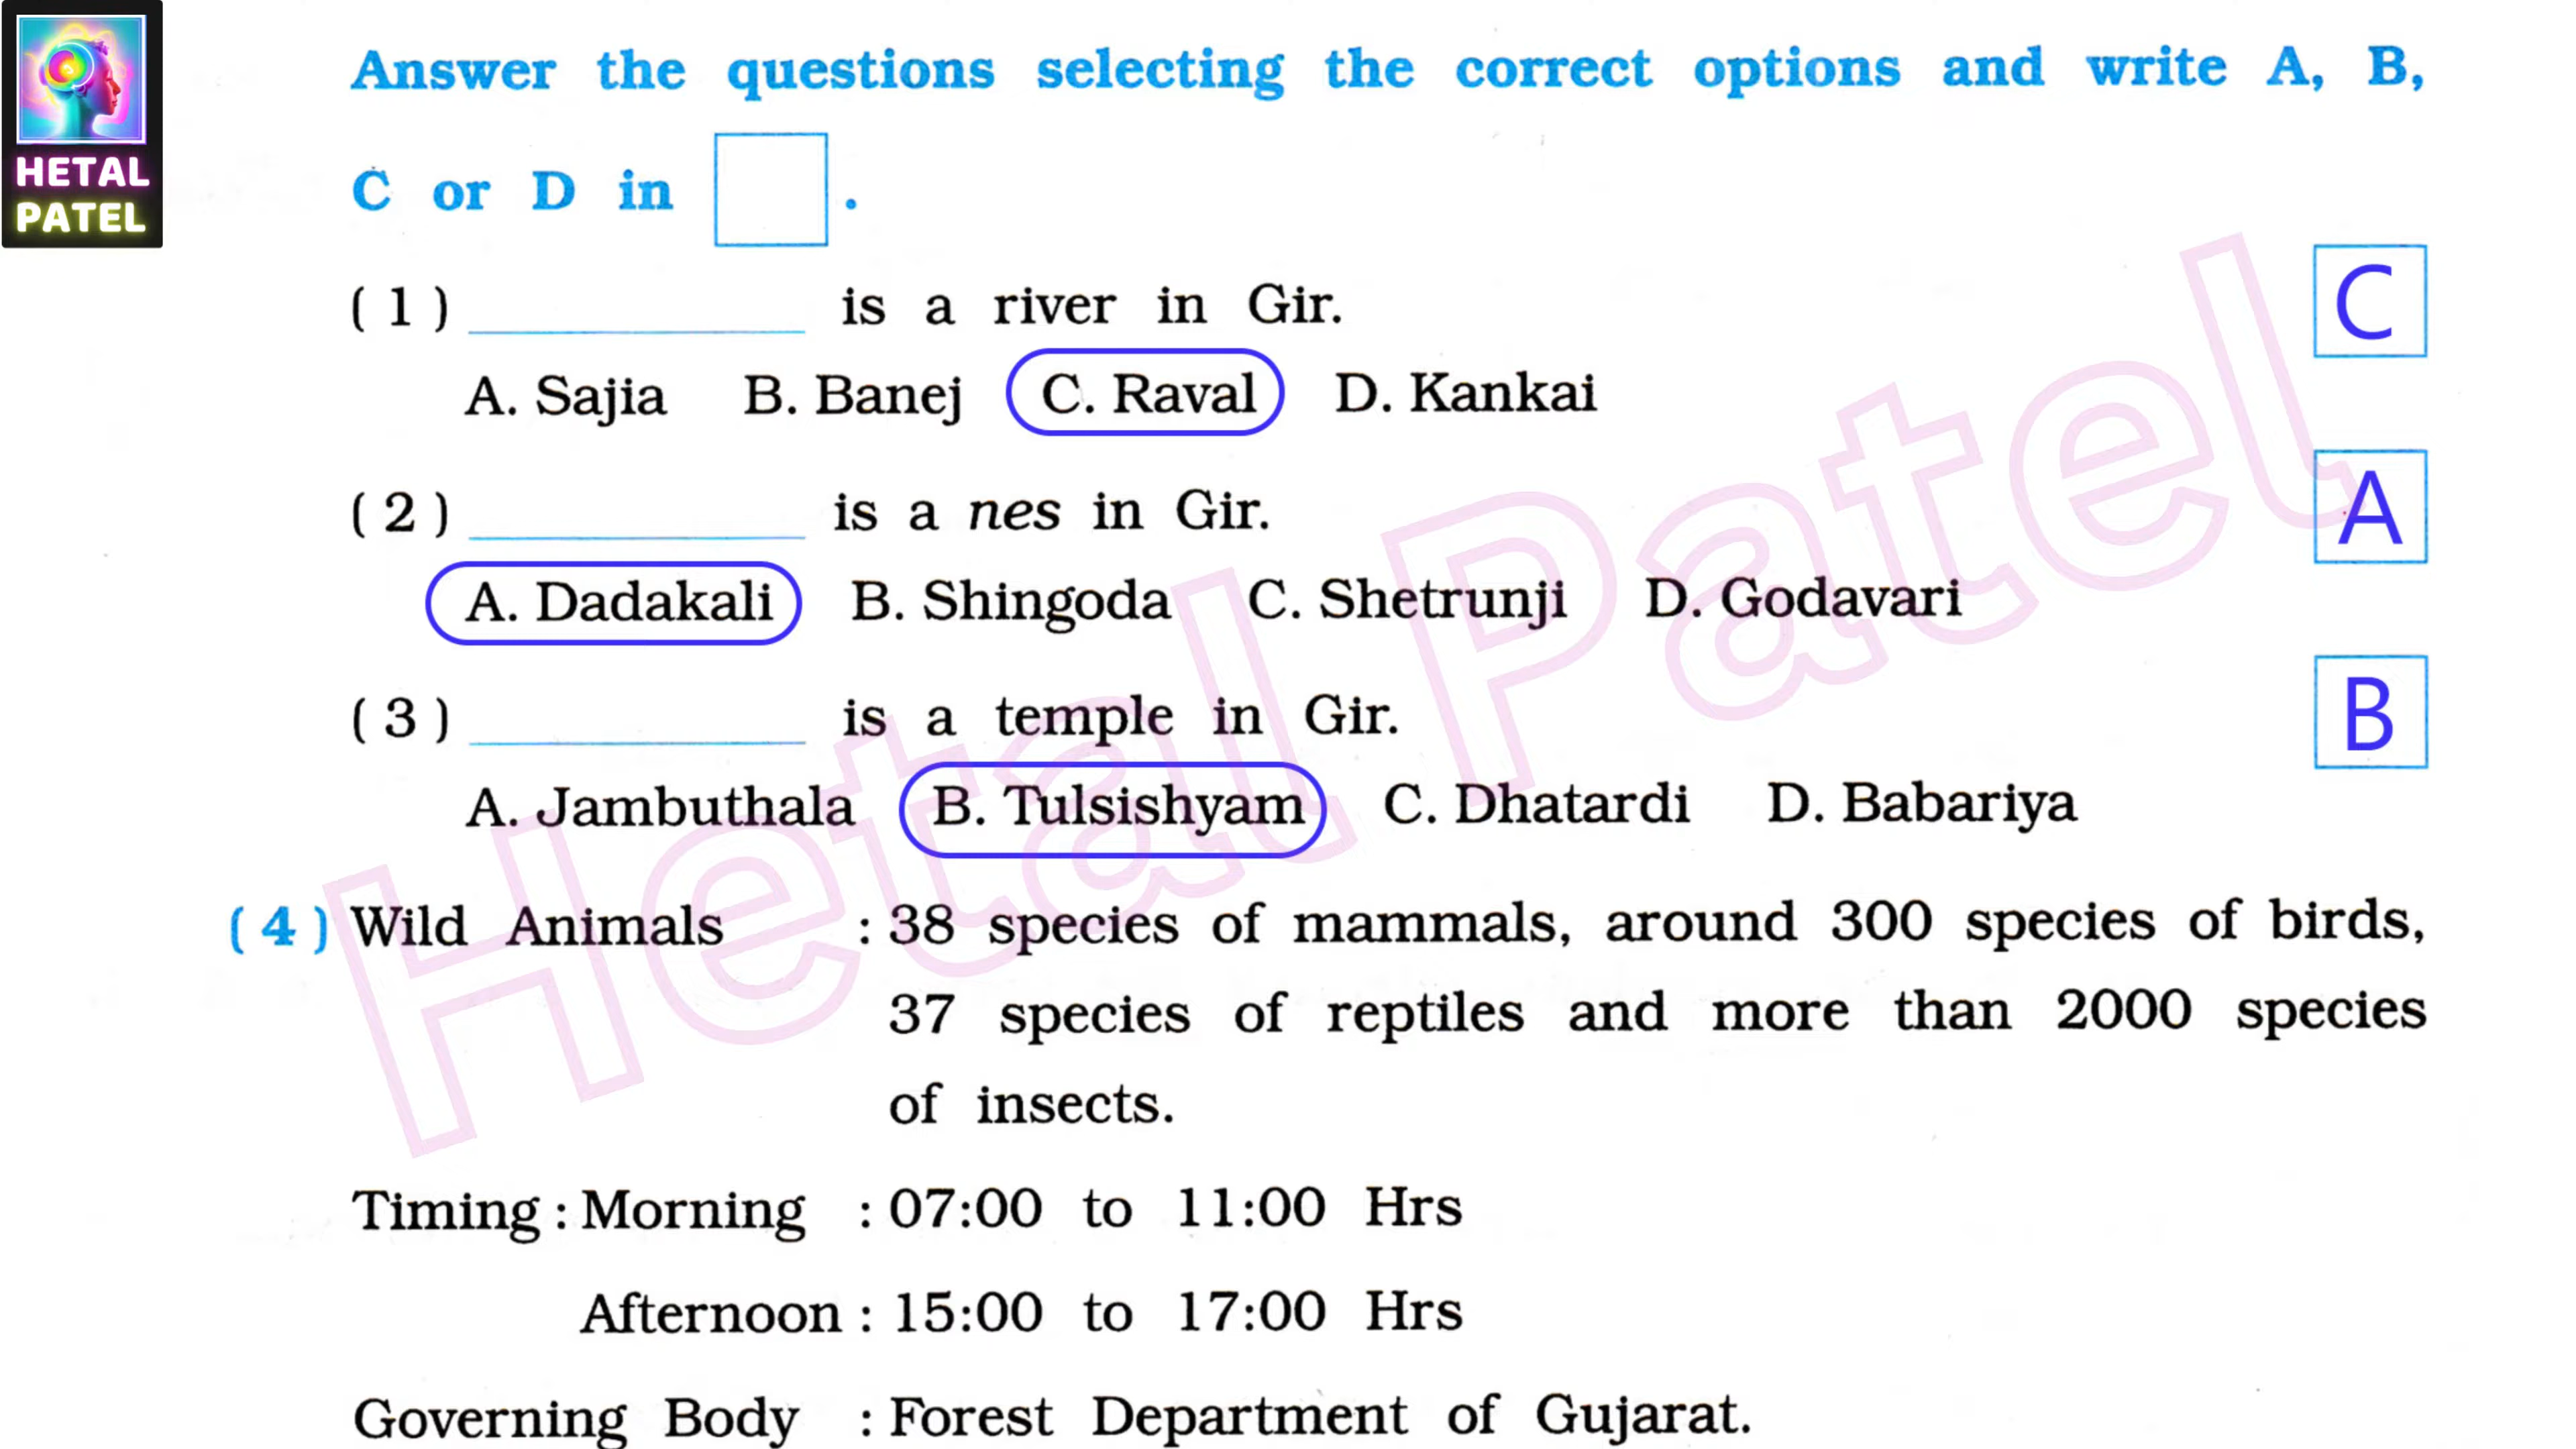 HETAL
PATEL
Answer the questions selecting the correct options and write A, B,
C or D in .
( 1 ) ____________ is a river in Gir. C
A. Sajia B. Banej C. Raval D. Kankai
( 2 ) ____________ is a nes in Gir. A
A. Dadakali B. Shingoda C. Shetrunji D. Godavari
( 3 ) ____________ is a temple in Gir. B
A. Jambuthala B. Tulsishyam C. Dhatardi D. Babariya
( 4 ) Wild Animals : 38 species of mammals, around 300 species of birds,
37 species of reptiles and more than 2000 species
of insects.
Timing : Morning : 07:00 to 11:00 Hrs
Afternoon : 15:00 to 17:00 Hrs
Governing Body : Forest Department of Gujarat.
Hetal Patel